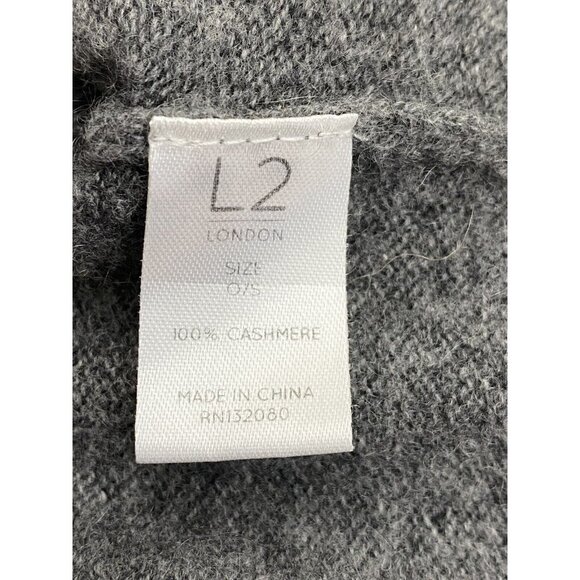 L2
LONDON
SIZE
O/S
100% CASHMERE
MADE IN CHINA
RN132080